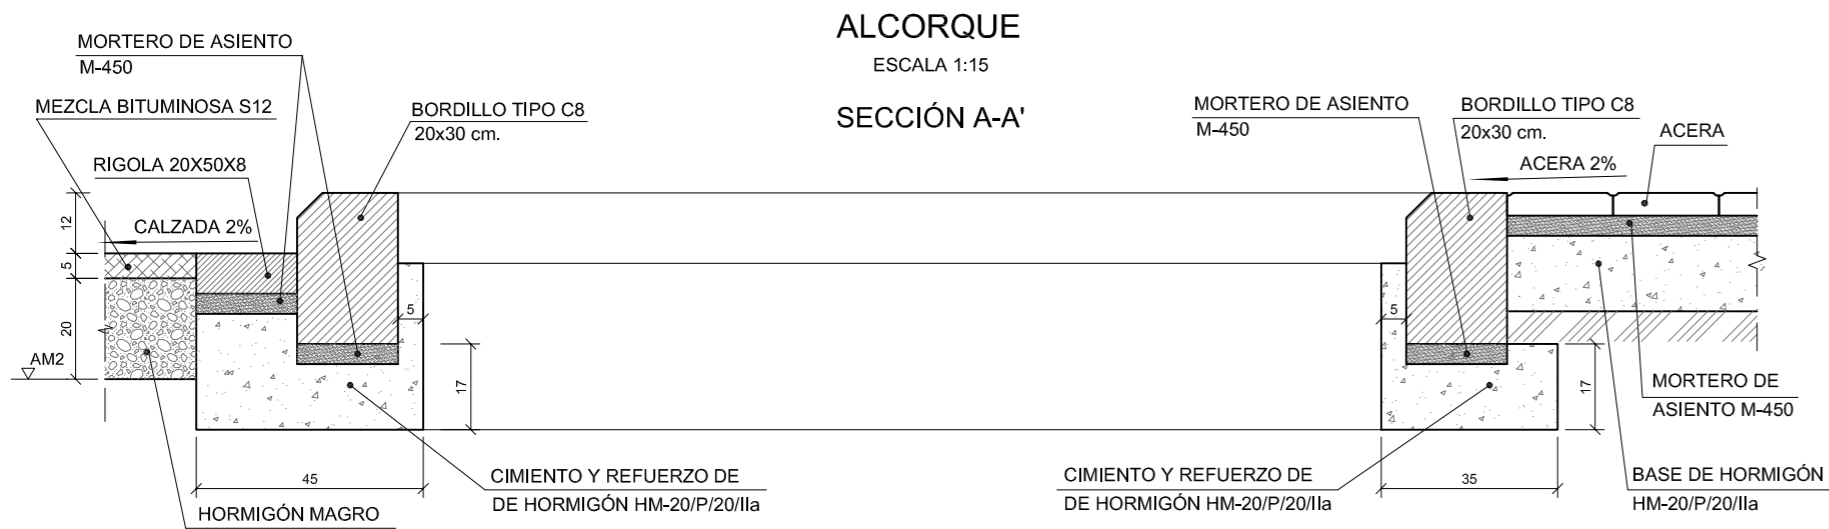 ALCORQUE
ESCALA 1:15
SECCIÓN A-A'
MORTERO DE ASIENTO
M-450
MEZCLA BITUMINOSA S12
BORDILLO TIPO C8
20x30 cm.
RIGOLA 20X50X8
CALZADA 2%
12
5
20
AM2
5
17
45
HORMIGÓN MAGRO
CIMIENTO Y REFUERZO DE
DE HORMIGÓN HM-20/P/20/IIa
MORTERO DE ASIENTO
M-450
BORDILLO TIPO C8
20x30 cm.
ACERA
ACERA 2%
5
17
35
MORTERO DE
ASIENTO M-450
CIMIENTO Y REFUERZO DE
DE HORMIGÓN HM-20/P/20/IIa
BASE DE HORMIGÓN
HM-20/P/20/IIa